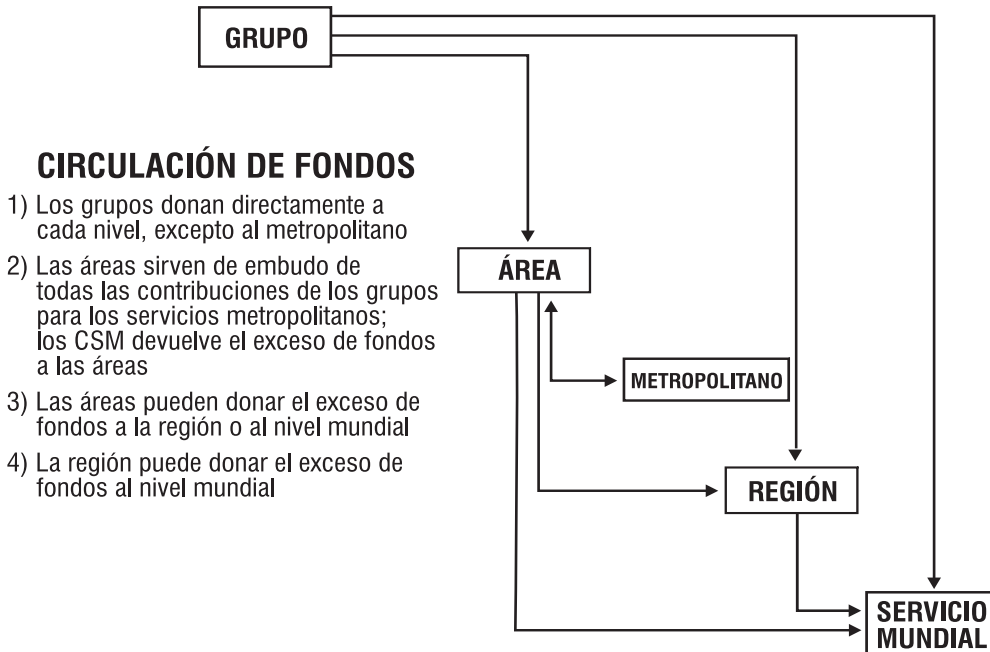 GRUPO
CIRCULACIÓN DE FONDOS
1) Los grupos donan directamente a
cada nivel, excepto al metropolitano
2) Las áreas sirven de embudo de
todas las contribuciones de los grupos
para los servicios metropolitanos;
los CSM devuelve el exceso de fondos
a las áreas
3) Las áreas pueden donar el exceso de
fondos a la región o al nivel mundial
4) La región puede donar el exceso de
fondos al nivel mundial
ÁREA
METROPOLITANO
REGIÓN
SERVICIO
MUNDIAL